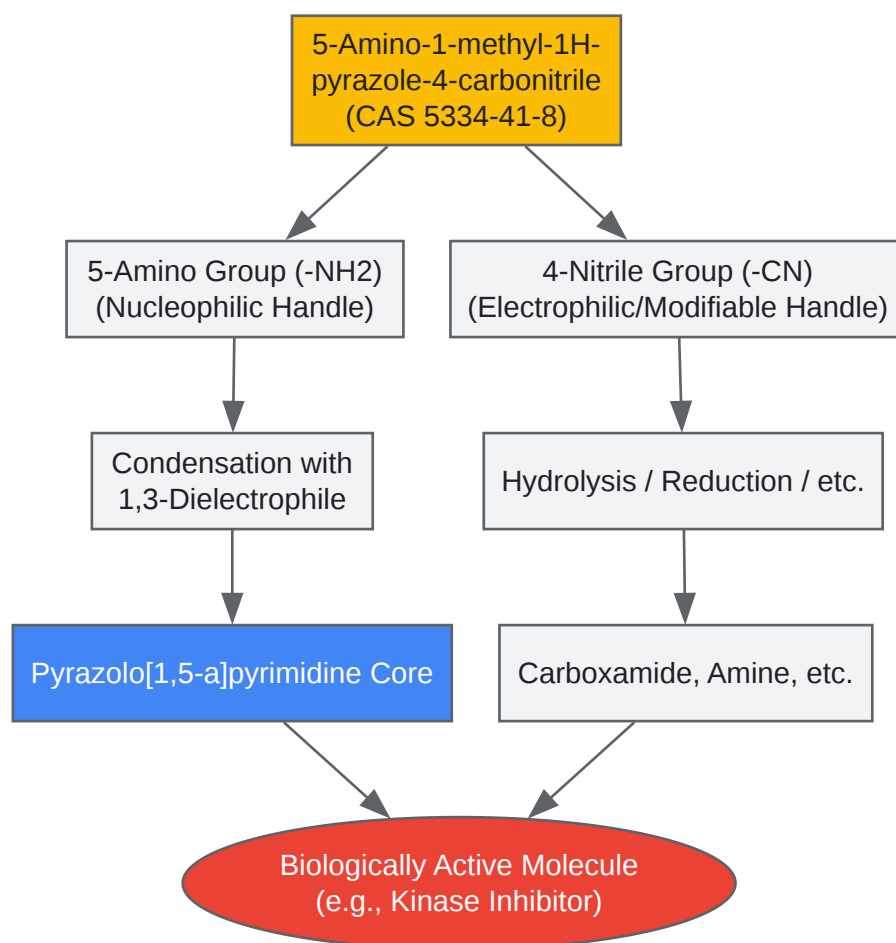 5-Amino-1-methyl-1H-
pyrazole-4-carbonitrile
(CAS 5334-41-8)
5-Amino Group (-NH2)
(Nucleophilic Handle)
4-Nitrile Group (-CN)
(Electrophilic/Modifiable Handle)
Condensation with
1,3-Dielectrophile
Hydrolysis / Reduction / etc.
Pyrazolo[1,5-a]pyrimidine Core
Carboxamide, Amine, etc.
Biologically Active Molecule
(e.g., Kinase Inhibitor)